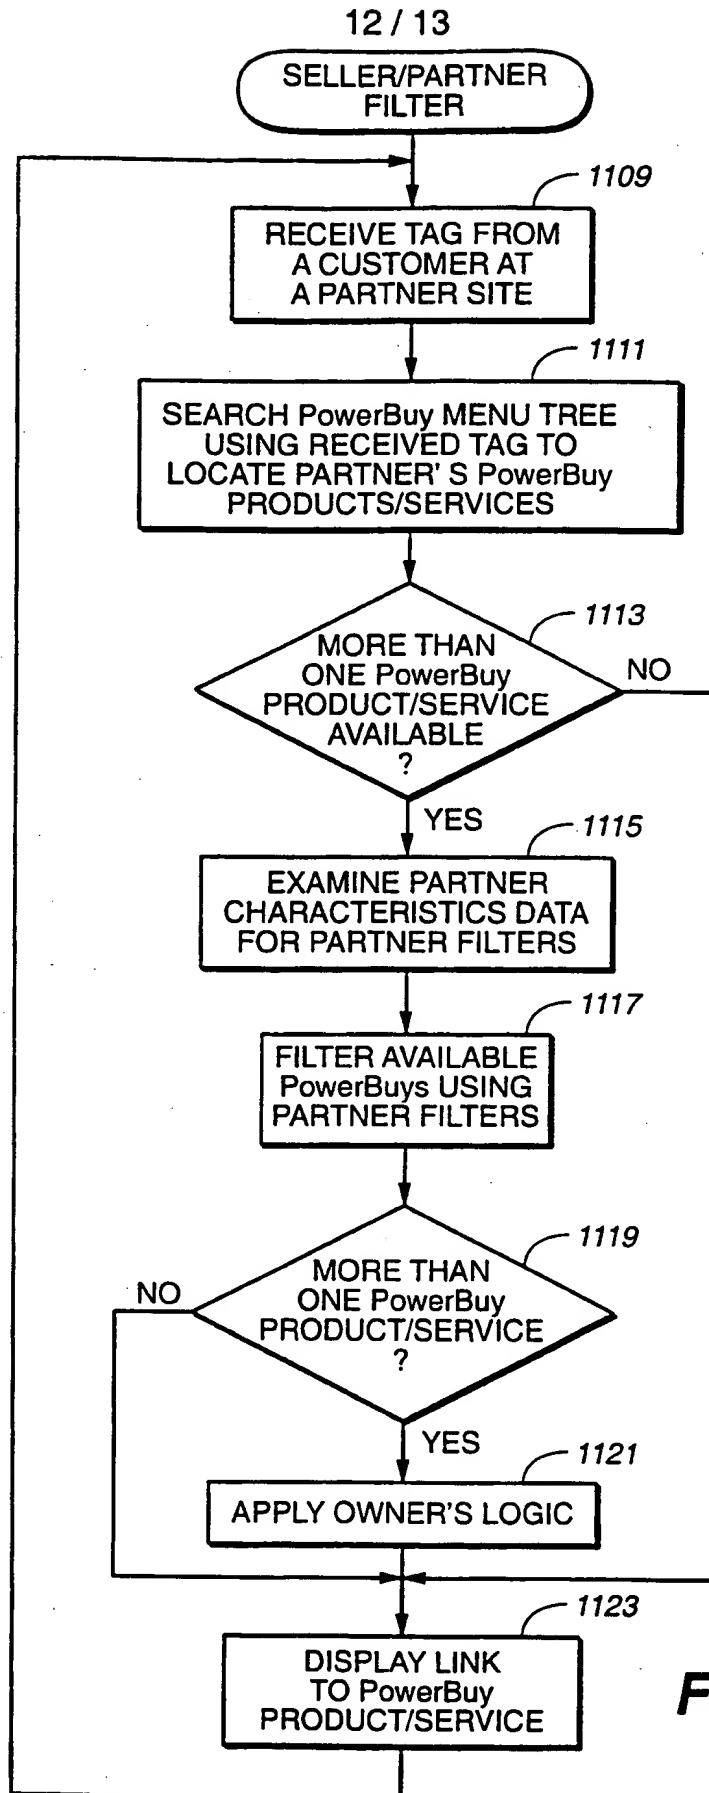 12 / 13
SELLER/PARTNER
FILTER
1109
RECEIVE TAG FROM
A CUSTOMER AT
A PARTNER SITE
1111
SEARCH PowerBuy MENU TREE
USING RECEIVED TAG TO
LOCATE PARTNER' S PowerBuy
PRODUCTS/SERVICES
1113
MORE THAN
ONE PowerBuy
PRODUCT/SERVICE
AVAILABLE
?
NO
YES
1115
EXAMINE PARTNER
CHARACTERISTICS DATA
FOR PARTNER FILTERS
1117
FILTER AVAILABLE
PowerBuys USING
PARTNER FILTERS
1119
MORE THAN
ONE PowerBuy
PRODUCT/SERVICE
?
NO
YES
1121
APPLY OWNER'S LOGIC
1123
DISPLAY LINK
TO PowerBuy
PRODUCT/SERVICE
F